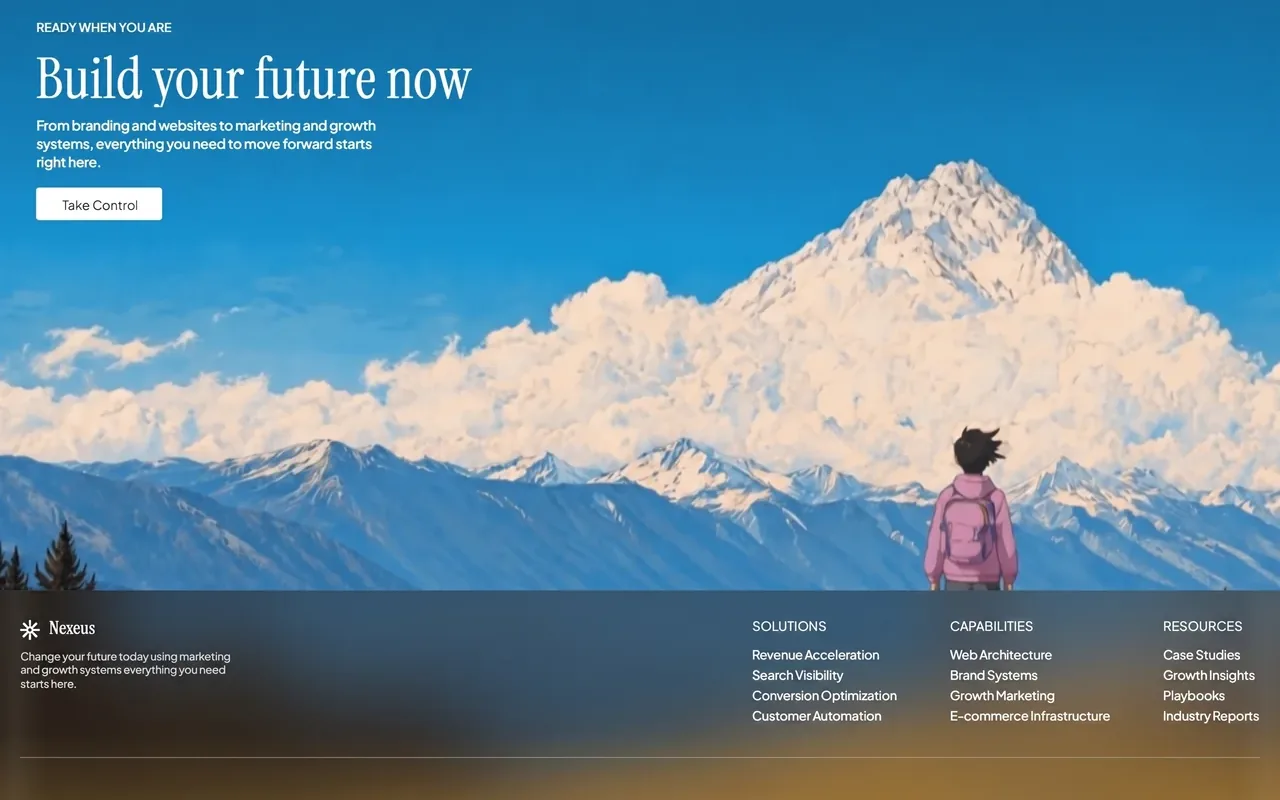 READY WHEN YOU ARE
Build your future now
From branding and websites to marketing and growth
systems, everything you need to move forward starts
right here.
Take Control
Nexeus
Change your future today using marketing
and growth systems everything you need
starts here.
SOLUTIONS
Revenue Acceleration
Search Visibility
Conversion Optimization
Customer Automation
CAPABILITIES
Web Architecture
Brand Systems
Growth Marketing
E-commerce Infrastructure
RESOURCES
Case Studies
Growth Insights
Playbooks
Industry Reports